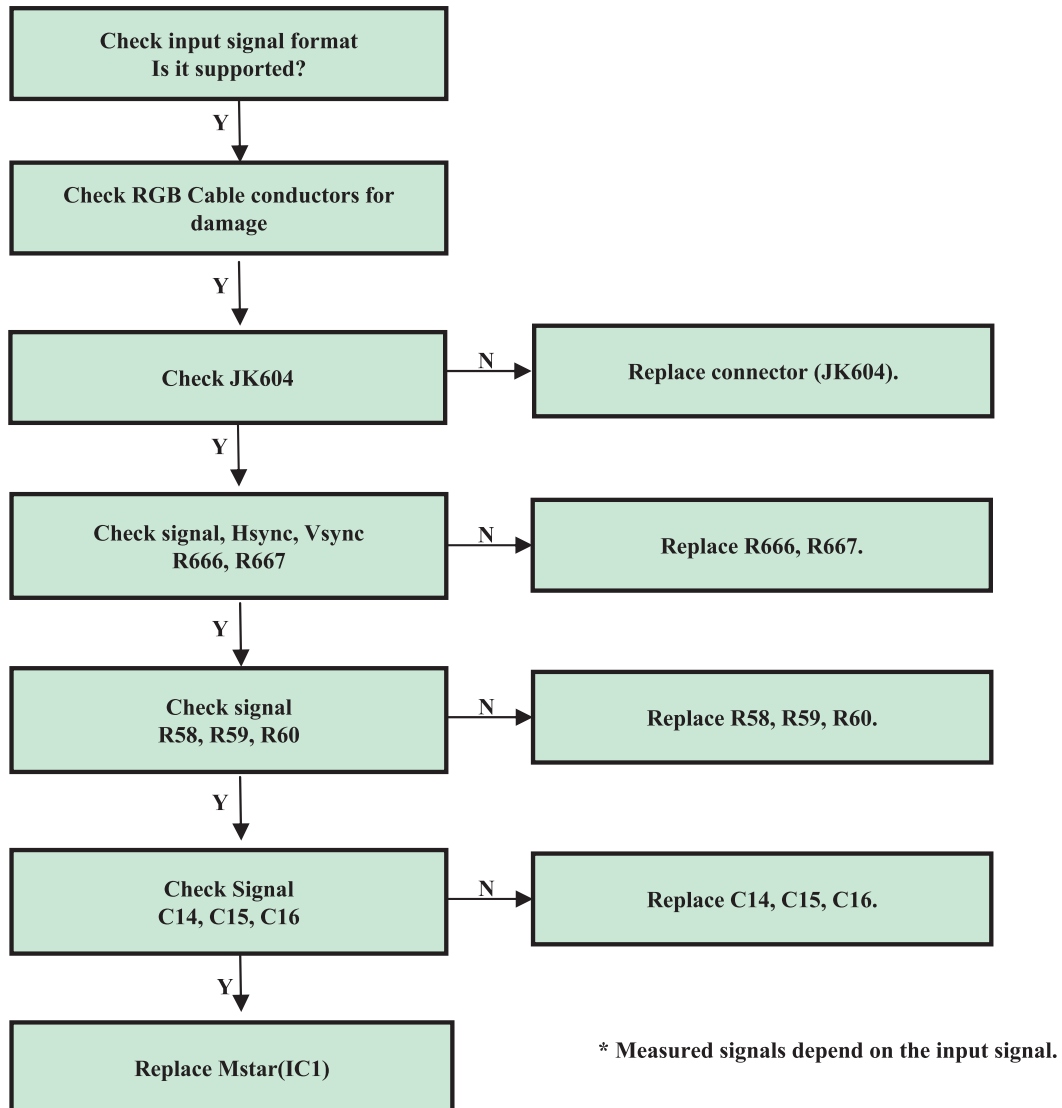 Check input signal format
Is it supported?
Y
Check RGB Cable conductors for
damage
Y
Check JK604
N
Replace connector (JK604).
Y
Check signal, Hsync, Vsync
R666, R667
N
Replace R666, R667.
Y
Check signal
R58, R59, R60
N
Replace R58, R59, R60.
Y
Check Signal
C14, C15, C16
N
Replace C14, C15, C16.
Y
Replace Mstar(IC1)
* Measured signals depend on the input signal.